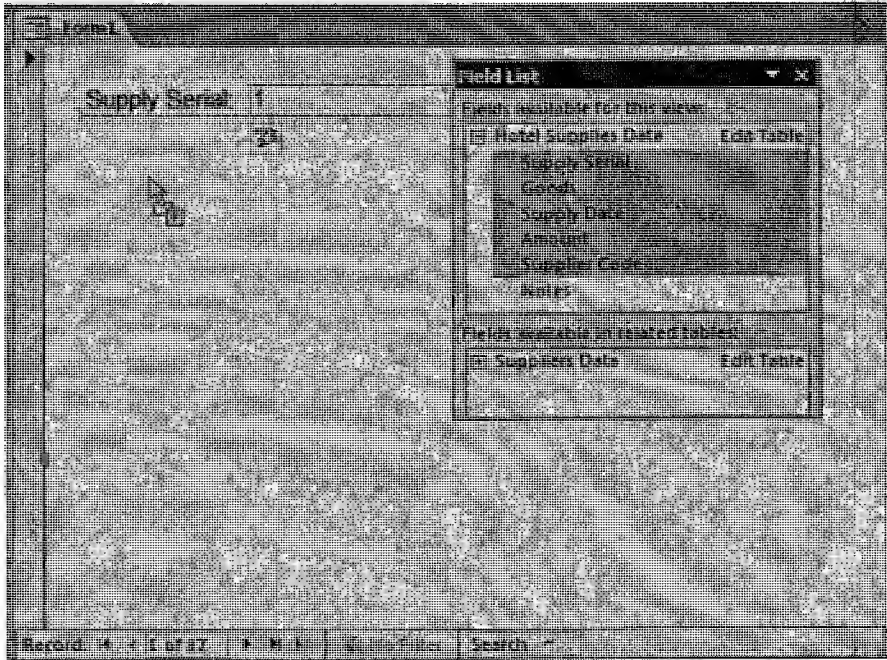 Form1
Supply Serial: 1
Field List
Fields available for this view:
Hotel Supplies Data Edit Table
Supply Serial
Goods
Supply Date
Amount
Supplier Code
Notes
Fields available in related tables:
Suppliers Data Edit Table
Record: 1 of 37 Filter Search